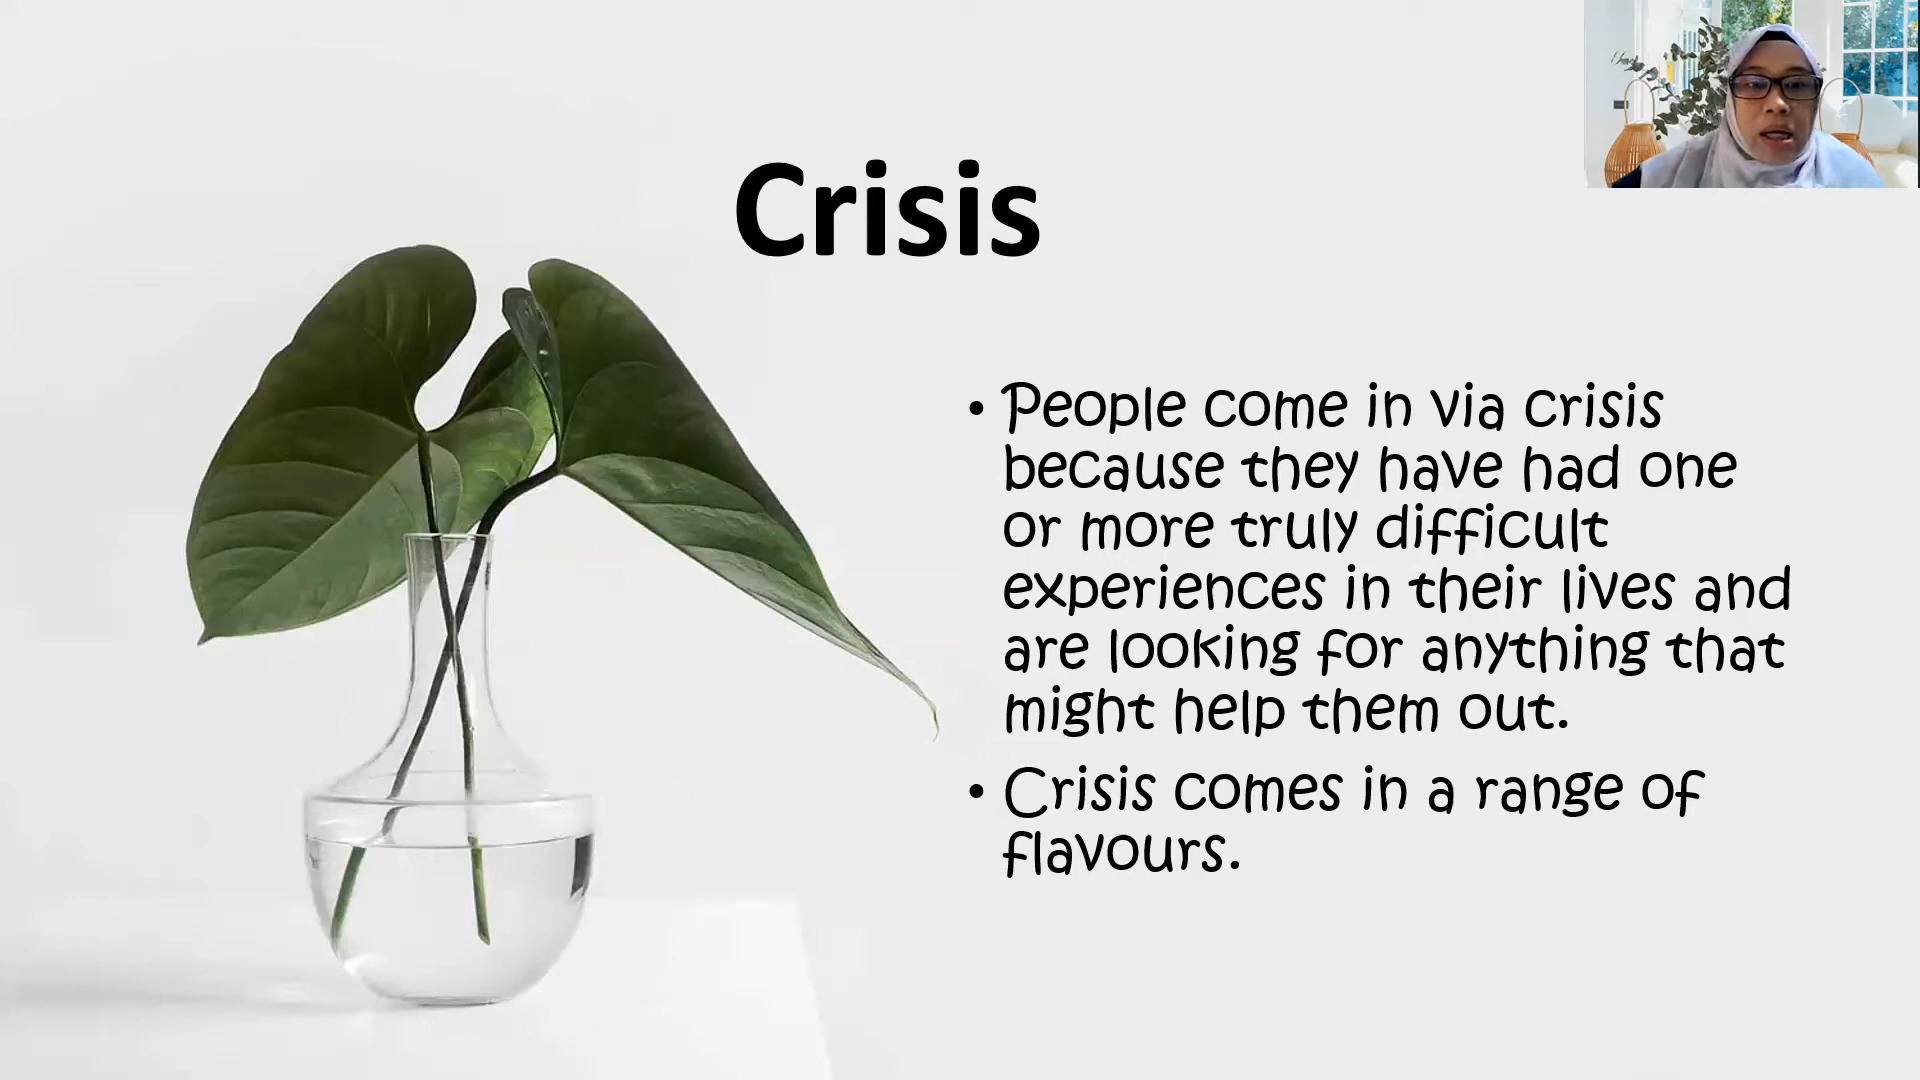 Crisis
• People come in via crisis
because they have had one
or more truly difficult
experiences in their lives and
are looking for anything that
might help them out.
• Crisis comes in a range of
flavours.